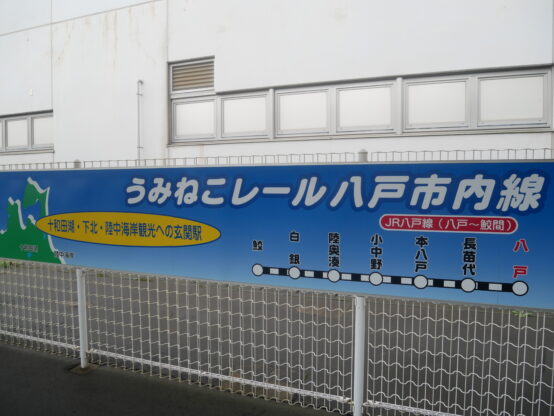 うみねこレール八戸市内線
十和田湖・下北・陸中海岸観光への玄関駅
JR八戸線（八戸～鮫間）
鮫
白銀
陸奥湊
小中野
本八戸
長苗代
八戸